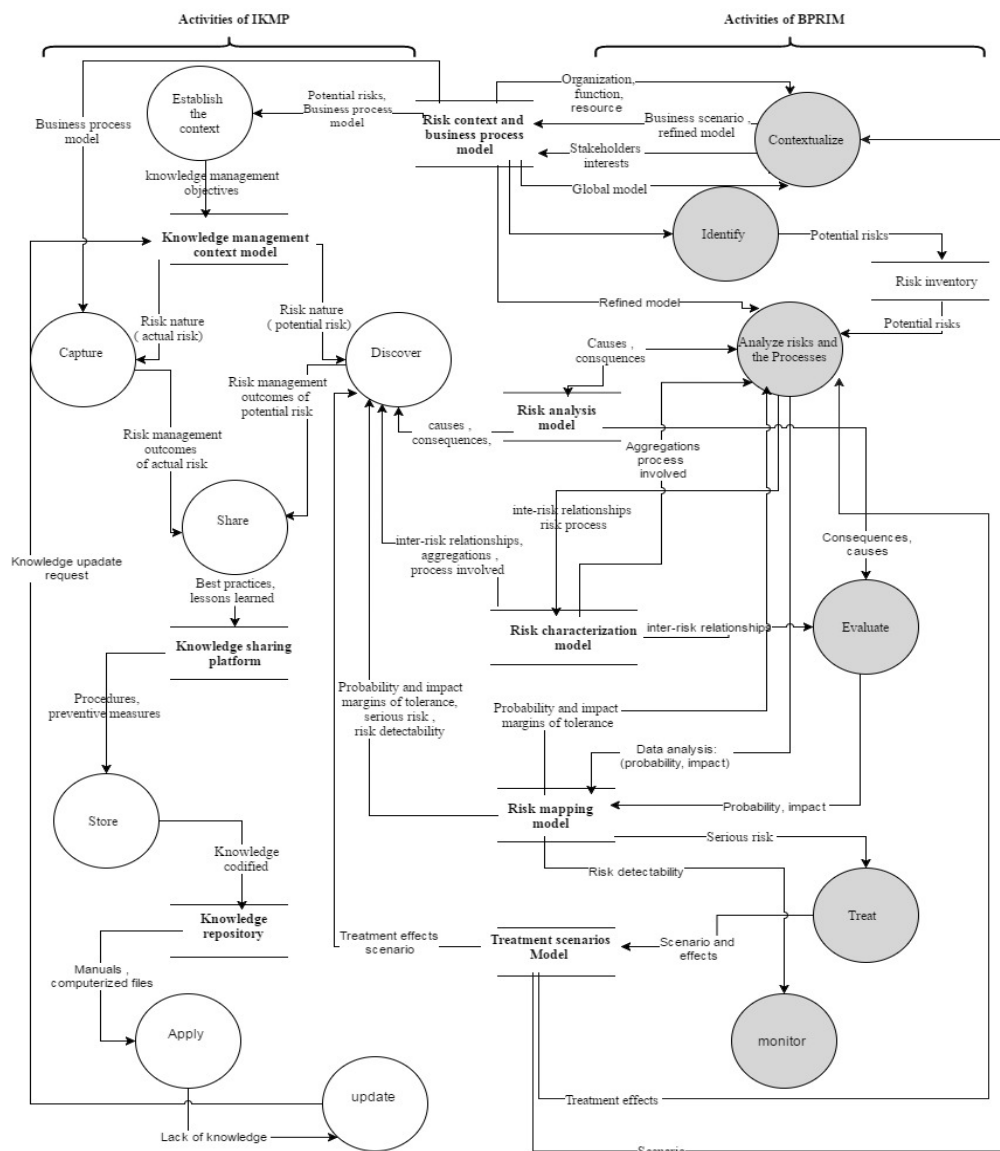 Activities of IKMP
Activities of BPRIM
Establish
the
context
Potential risks,
Business process
model
Business process
model
Risk context and
business process
model
Organization,
function,
resource
Business scenario ,
refined model
Stakeholders
interests
Global model
Contextualize
knowledge management
objectives
Knowledge management
context model
Identify
Potential risks
Risk inventory
Potential risks
Refined model
Risk nature
( actual risk)
Risk nature
( potential risk)
Capture
Discover
Analyze risks and
the Processes
Causes ,
consquences
Risk management
outcomes of
potential risk
Risk analysis
model
causes ,
consequences,
Risk management
outcomes
of actual risk
Aggregations
process
involved
Share
inte-risk relationships
risk process
inter-risk relationships,
aggregations ,
process involved
Consequences,
causes
Knowledge upadate
request
Best practices,
lessons learned
Risk characterization
model
inter-risk relationships
Evaluate
Knowledge sharing
platform
Procedures,
preventive measures
Probability and impact
margins of tolerance,
serious risk ,
risk detectability
Probability and impact
margins of tolerance
Data analysis:
(probability, impact)
Store
Risk mapping
model
Probability, impact
Serious risk
Knowledge
codified
Risk detectability
Knowledge
repository
Treat
Treatment effects
scenario
Treatment scenarios
Model
Scenario and
effects
Manuals ,
computerized files
Apply
monitor
update
Treatment effects
Lack of knowledge
Scenario